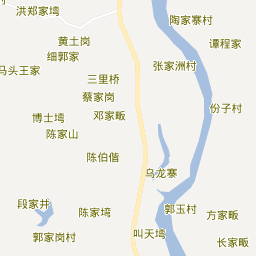 洪郑家塆
陶家寨村
黄土岗
谭程家
细郭家
马头王家
张家洲村
三里桥
蔡家岗
份子村
博士塆
邓家畈
陈家山
陈伯偕
乌龙寨
段家井
陈家塆
郭玉村
方家畈
叫天塆
郭家岗村
长家畈